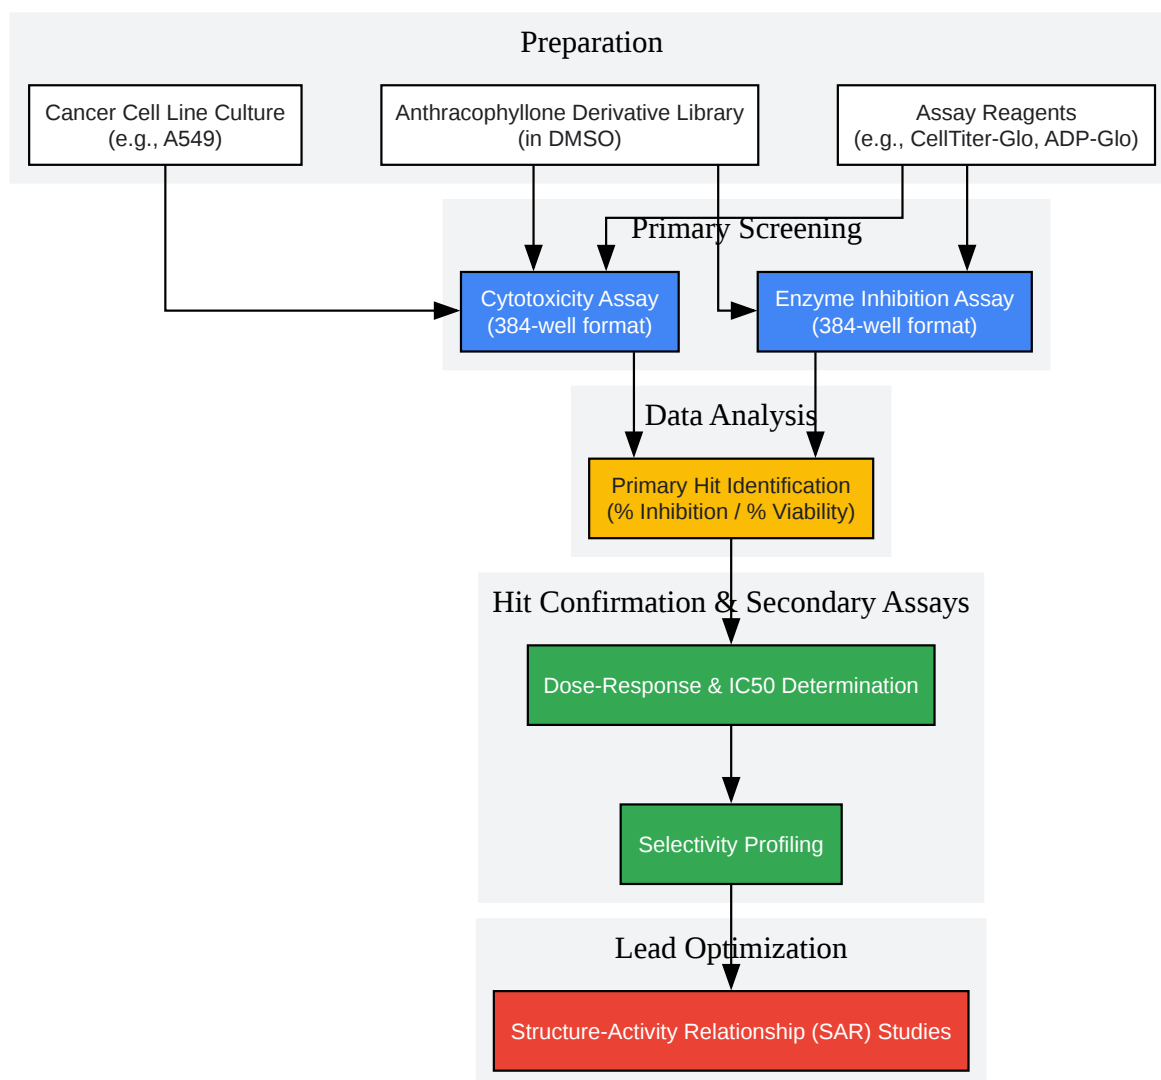 Preparation
Cancer Cell Line Culture
(e.g., A549)
Anthracophyllone Derivative Library
(in DMSO)
Assay Reagents
(e.g., CellTiter-Glo, ADP-Glo)
Primary Screening
Cytotoxicity Assay
(384-well format)
Enzyme Inhibition Assay
(384-well format)
Data Analysis
Primary Hit Identification
(% Inhibition / % Viability)
Hit Confirmation & Secondary Assays
Dose-Response & IC50 Determination
Selectivity Profiling
Lead Optimization
Structure-Activity Relationship (SAR) Studies